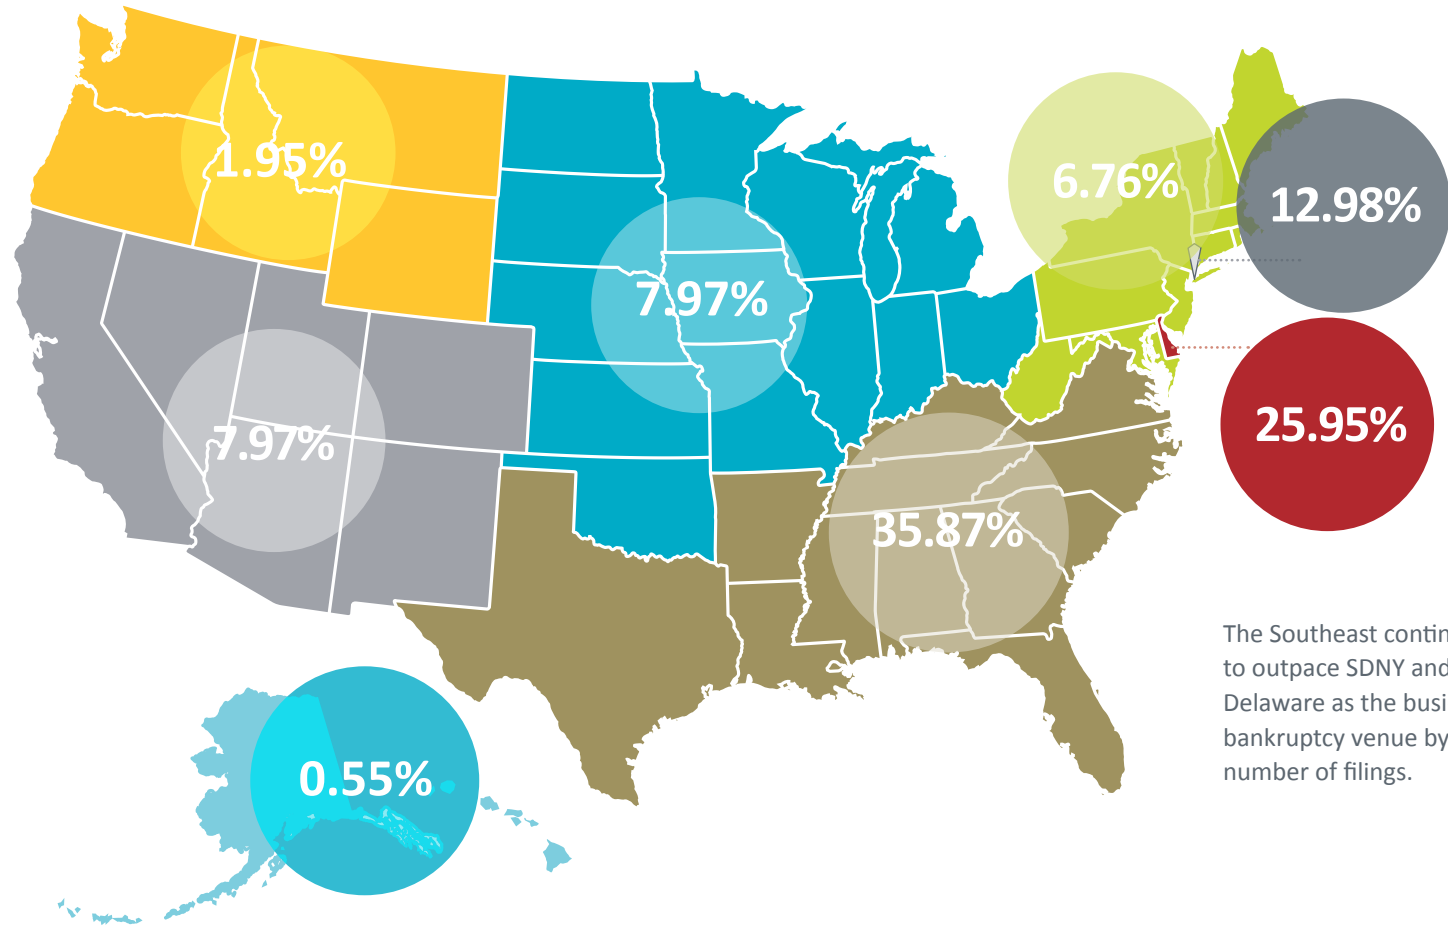 1.95%
6.76%
12.98%
7.97%
25.95%
7.97%
35.87%
0.55%
The Southeast contin
to outpace SDNY and
Delaware as the busi
bankruptcy venue by
number of filings.